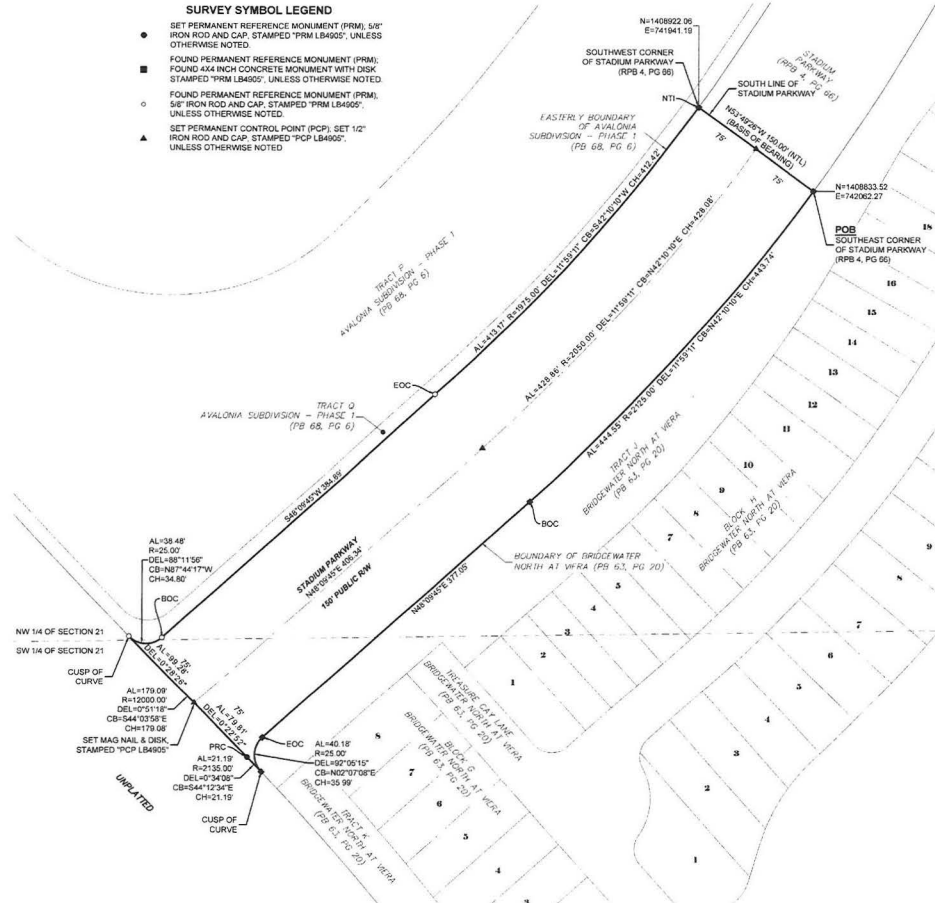 SURVEY SYMBOL LEGEND
SET PERMANENT REFERENCE MONUMENT (PRM); 5/8"
IRON ROD AND CAP, STAMPED "PRM LB4905", UNLESS
OTHERWISE NOTED.
FOUND PERMANENT REFERENCE MONUMENT (PRM);
FOUND 4X4 INCH CONCRETE MONUMENT WITH DISK
STAMPED "PRM LB4905", UNLESS OTHERWISE NOTED.
FOUND PERMANENT REFERENCE MONUMENT (PRM);
5/8" IRON ROD AND CAP, STAMPED "PRM LB4905",
UNLESS OTHERWISE NOTED.
SET PERMANENT CONTROL POINT (PCP); SET 1/2"
IRON ROD AND CAP, STAMPED "PCP LB4905",
UNLESS OTHERWISE NOTED
N=1408922.06
E=741941.19
SOUTHWEST CORNER
OF STADIUM PARKWAY
(RPB 4, PG 66)
NTI
STADIUM
PARKWAY
(RPB 4, PG 66)
SOUTH LINE OF
STADIUM PARKWAY
N53°49'26"W 150.00' (NTL)
(BASIS OF BEARING)
75'
75'
N=1408833.52
E=742062.27
POB
SOUTHEAST CORNER
OF STADIUM PARKWAY
(RPB 4, PG 66)
EASTERLY BOUNDARY
OF AVALONIA
SUBDIVISION - PHASE 1
(PB 68, PG 6)
TRACT P
AVALONIA SUBDIVISION - PHASE 1
(PB 68, PG 6)
AL=413.17' R=1975.00' DEL=11°59'11" CB=S42°10'10"W CH=412.42'
AL=428.86' R=2050.00' DEL=11°59'11" CB=N42°10'10"E CH=428.08'
AL=444.55' R=2125.00' DEL=11°59'11" CB=N42°10'10"E CH=443.74'
EOC
TRACT Q
AVALONIA SUBDIVISION - PHASE 1
(PB 68, PG 6)
S48°09'45"W 384.89'
STADIUM PARKWAY
N48°09'45"E 406.34'
150' PUBLIC R/W
BOC
N48°09'45"E 377.05'
BOUNDARY OF BRIDGEWATER
NORTH AT VIERA (PB 63, PG 20)
TRACT J
BRIDGEWATER NORTH AT VIERA
(PB 63, PG 20)
BLOCK H
BRIDGEWATER NORTH AT VIERA
(PB 63, PG 20)
18
16
15
14
13
12
11
10
9
8
7
5
4
3
2
1
AL=38.48'
R=25.00'
DEL=88°11'56"
CB=N87°44'17"W
CH=34.80'
BOC
NW 1/4 OF SECTION 21
SW 1/4 OF SECTION 21
CUSP OF
CURVE
75'
AL=99.28'
DEL=0°28'26"
AL=179.09'
R=12000.00'
DEL=0°51'18"
CB=S44°03'58"E
CH=179.08'
SET MAG NAIL & DISK,
STAMPED "PCP LB4905"
75'
AL=79.81'
DEL=0°22'52"
PRC
AL=21.19'
R=2135.00'
DEL=0°34'08"
CB=S44°12'34"E
CH=21.19'
EOC
AL=40.18'
R=25.00'
DEL=92°05'15"
CB=N02°07'08"E
CH=35.99'
CUSP OF
CURVE
UNPLATTED
TRACT K
BRIDGEWATER NORTH AT VIERA
(PB 63, PG 20)
TREASURE CAY LANE
BRIDGEWATER NORTH AT VIERA
(PB 63, PG 20)
BLOCK G
BRIDGEWATER NORTH AT VIERA
(PB 63, PG 20)
8
7
6
5
4
3
9
8
7
6
5
4
3
2
1